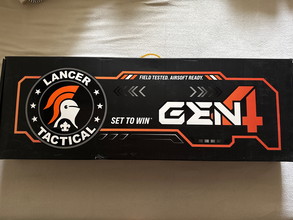 LANCER
TACTICAL
FIELD TESTED. AIRSOFT READY.
SET TO WIN
GEN4